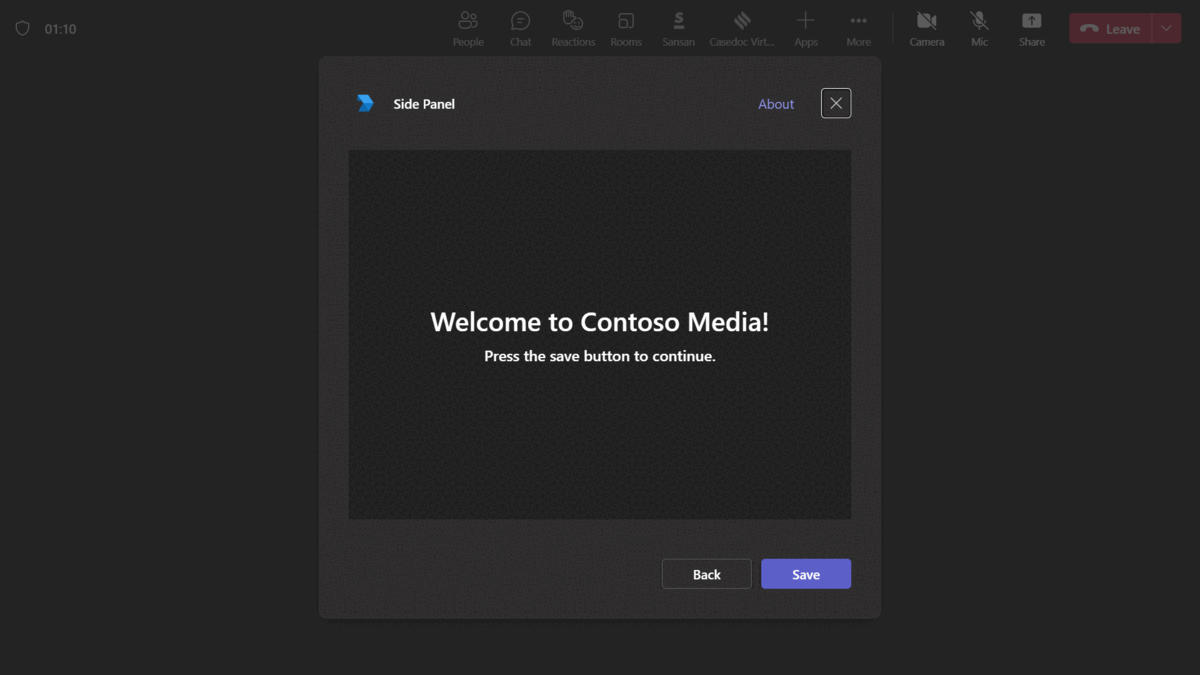 01:10
People
Chat
Reactions
Rooms
Sansan
Casedoc Virt...
Apps
More
Camera
Mic
Share
Leave
Side Panel
About
Welcome to Contoso Media!
Press the save button to continue.
Back
Save